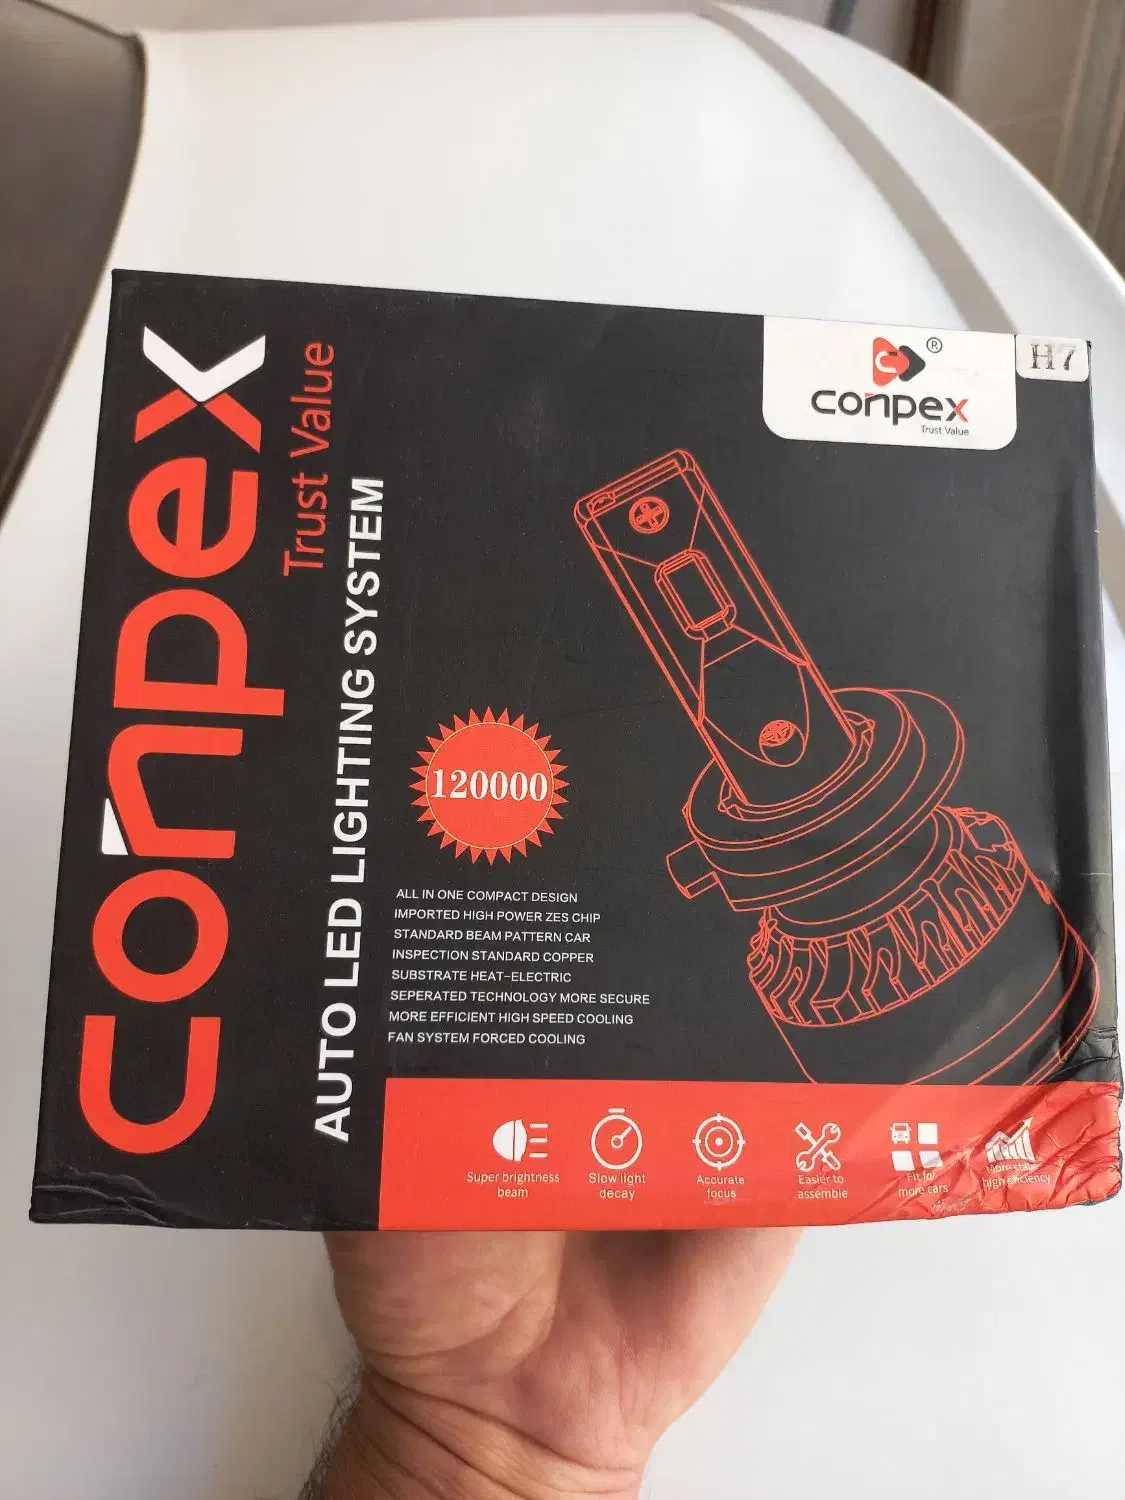 conpex
Trust Value
AUTO LED LIGHTING SYSTEM
®
conpex
Trust Value
H7
120000
ALL IN ONE COMPACT DESIGN
IMPORTED HIGH POWER ZES CHIP
STANDARD BEAM PATTERN CAR
INSPECTION STANDARD COPPER
SUBSTRATE HEAT-ELECTRIC
SEPERATED TECHNOLOGY MORE SECURE
MORE EFFICIENT HIGH SPEED COOLING
FAN SYSTEM FORCED COOLING
Super brightness
beam
Slow light
decay
Accurate
focus
Easier to
assemble
Fit for
more cars
More
high efficiency